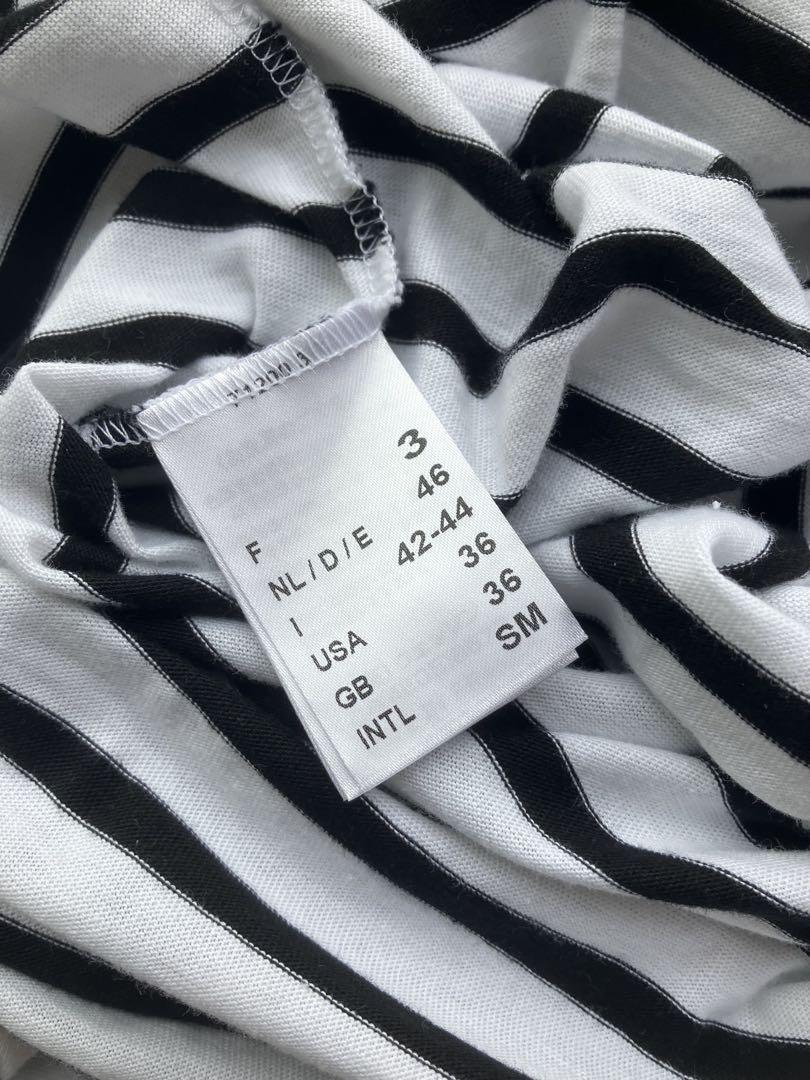 3
F 46
NL / D / E 42-44
I 36
USA 36
GB SM
INTL